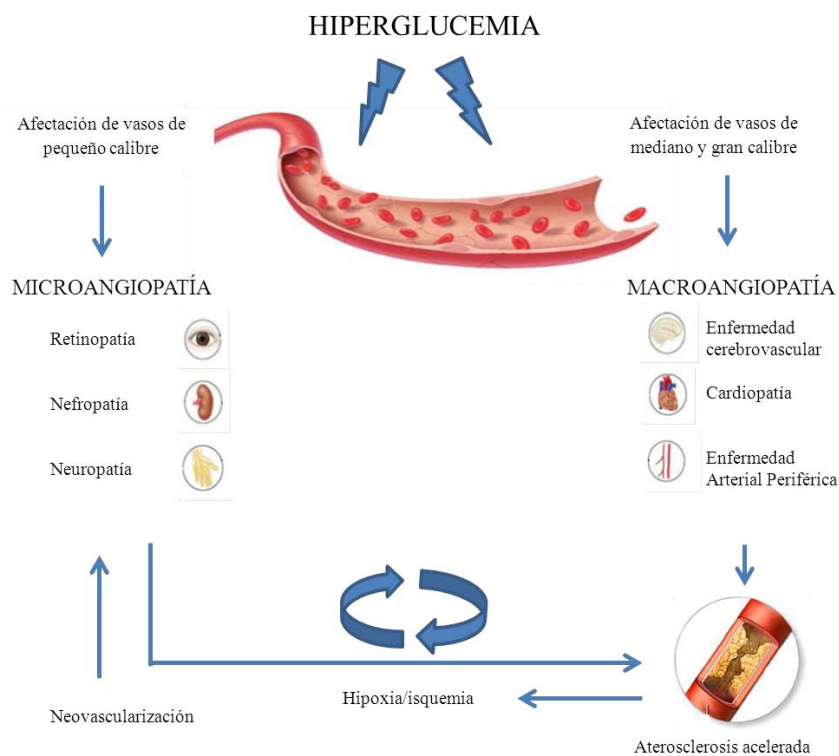 HIPERGLUCEMIA
Afectación de vasos de
pequeño calibre
Afectación de vasos de
mediano y gran calibre
MICROANGIOPATÍA
Retinopatía
Nefropatía
Neuropatía
MACROANGIOPATÍA
Enfermedad
cerebrovascular
Cardiopatía
Enfermedad
Arterial Periférica
Hipoxia/isquemia
Neovascularización
Aterosclerosis acelerada